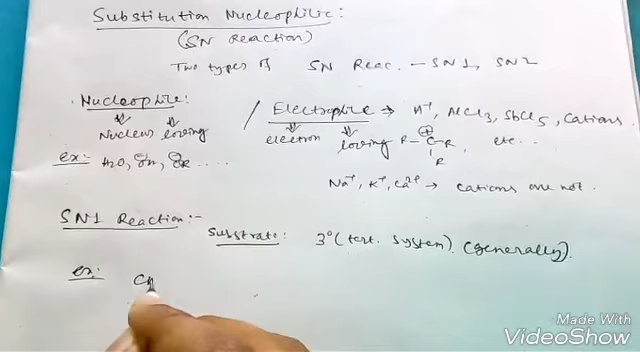 Substitution Nucleophilic:
(SN Reaction)
Two types of SN Reac. - SN1, SN2
Nucleophile: / Electrophile → H⁺, AlCl3, SbCl5, Cations
Nucleus loving electron loving R-C-R, etc..
⊕
R
ex:- H2O, ....
Na⁺, K⁺, Ca²⁺ → cations are not.
SN1 Reaction:-
Substrate: 3° (tert. system) (generally).
ex:
Made With
VideoShow